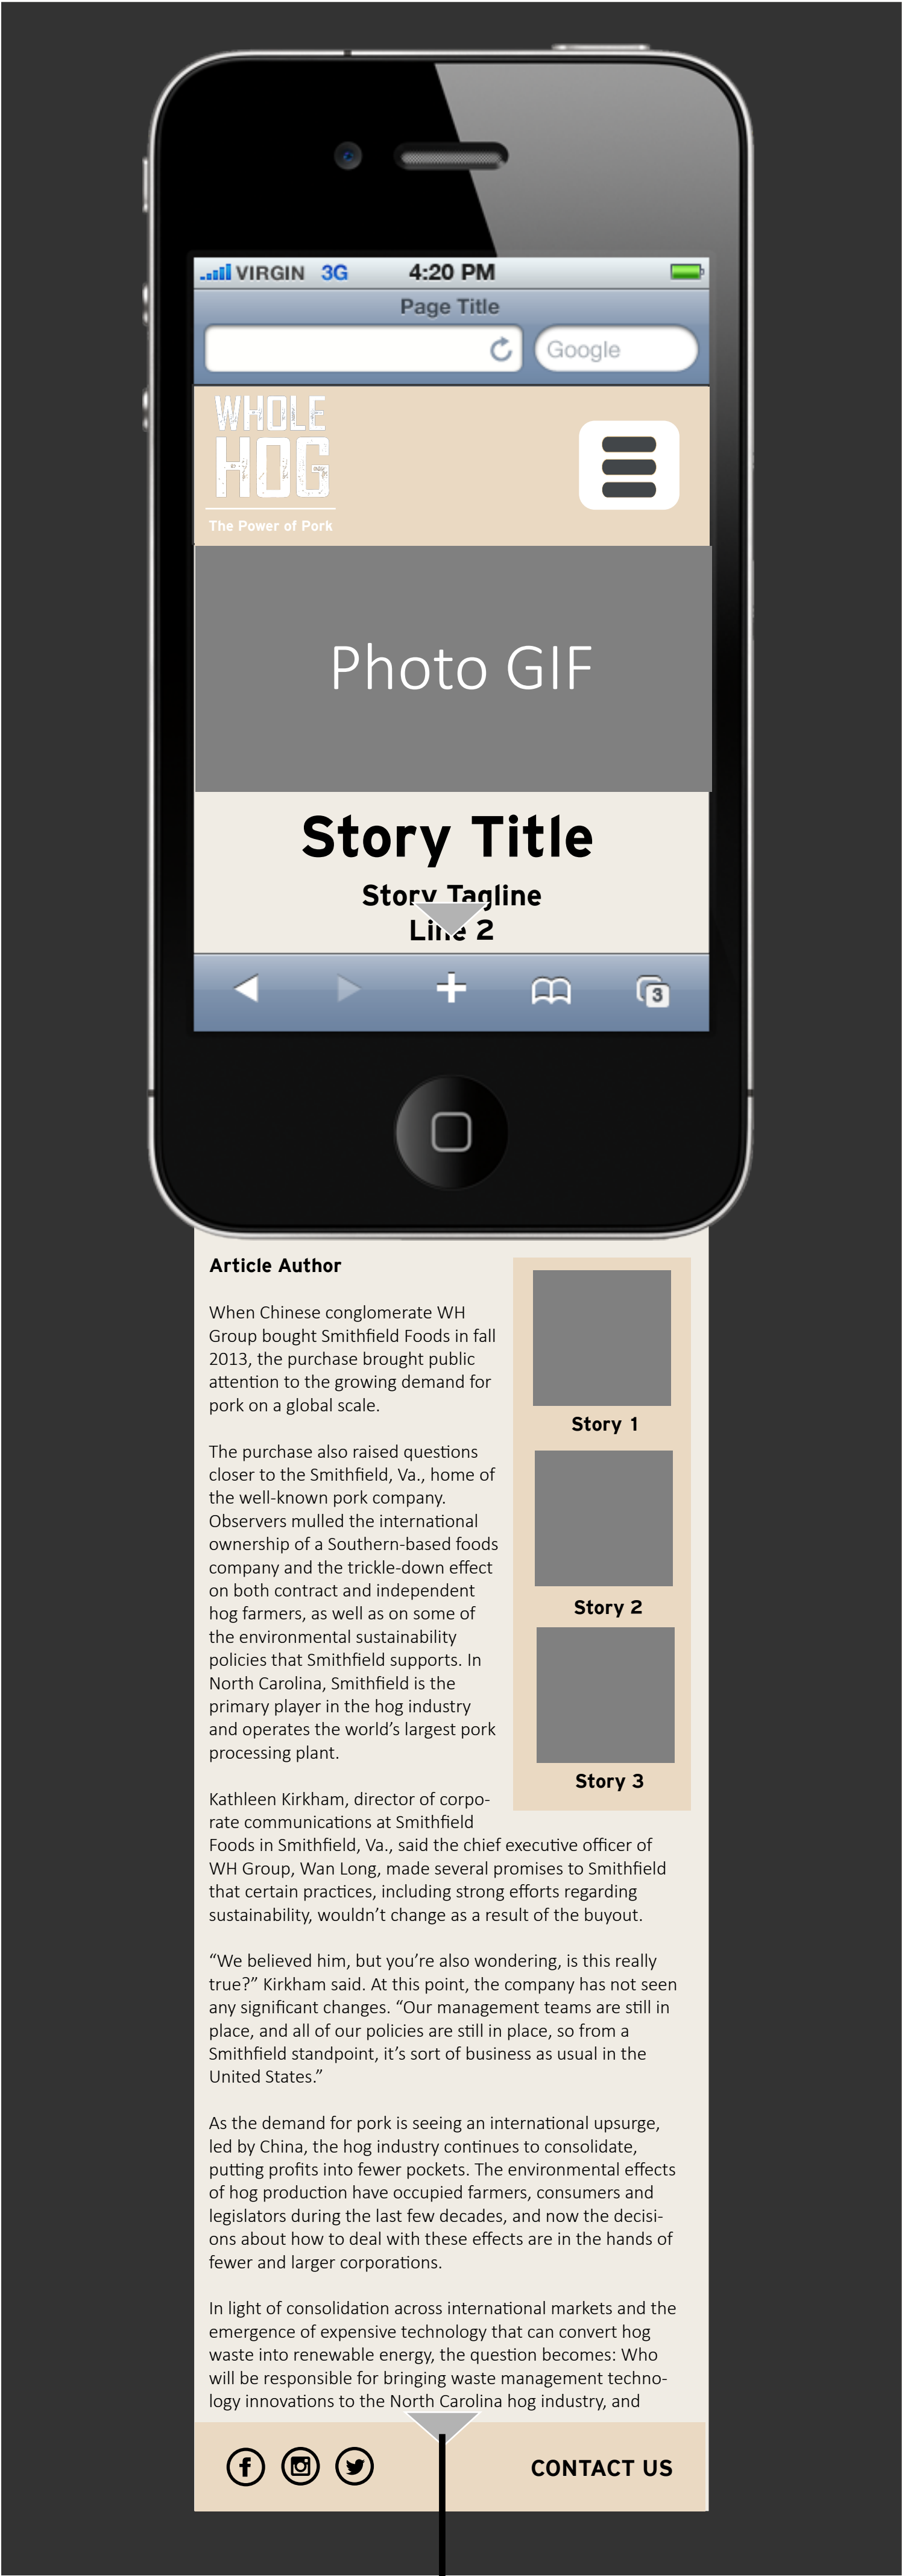 VIRGIN 3G 4:20 PM
Page Title
Google
WHOLE
HOG
The Power of Pork
Photo GIF
Story Title
Story Tagline
Line 2
3
Article Author
When Chinese conglomerate WH
Group bought Smithfield Foods in fall
2013, the purchase brought public
attention to the growing demand for
pork on a global scale.
The purchase also raised questions
closer to the Smithfield, Va., home of
the well-known pork company.
Observers mulled the international
ownership of a Southern-based foods
company and the trickle-down effect
on both contract and independent
hog farmers, as well as on some of
the environmental sustainability
policies that Smithfield supports. In
North Carolina, Smithfield is the
primary player in the hog industry
and operates the world’s largest pork
processing plant.
Kathleen Kirkham, director of corpo-
rate communications at Smithfield
Foods in Smithfield, Va., said the chief executive officer of
WH Group, Wan Long, made several promises to Smithfield
that certain practices, including strong efforts regarding
sustainability, wouldn’t change as a result of the buyout.
“We believed him, but you’re also wondering, is this really
true?” Kirkham said. At this point, the company has not seen
any significant changes. “Our management teams are still in
place, and all of our policies are still in place, so from a
Smithfield standpoint, it’s sort of business as usual in the
United States.”
As the demand for pork is seeing an international upsurge,
led by China, the hog industry continues to consolidate,
putting profits into fewer pockets. The environmental effects
of hog production have occupied farmers, consumers and
legislators during the last few decades, and now the decisi-
ons about how to deal with these effects are in the hands of
fewer and larger corporations.
In light of consolidation across international markets and the
emergence of expensive technology that can convert hog
waste into renewable energy, the question becomes: Who
will be responsible for bringing waste management techno-
logy innovations to the North Carolina hog industry, and
Story 1
Story 2
Story 3
CONTACT US